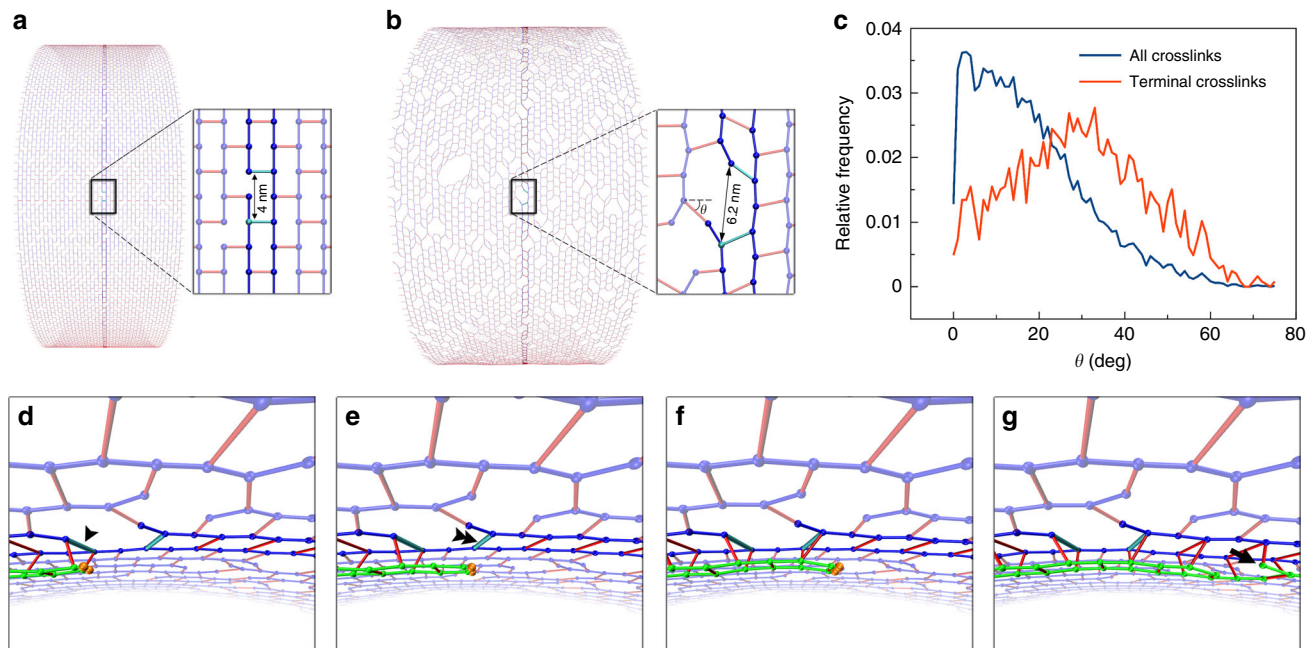 a
4 nm
b
θ
6.2 nm
c
0.04
0.03
0.02
0.01
0
Relative frequency
All crosslinks
Terminal crosslinks
0
20
40
60
80
θ (deg)
d
e
f
g